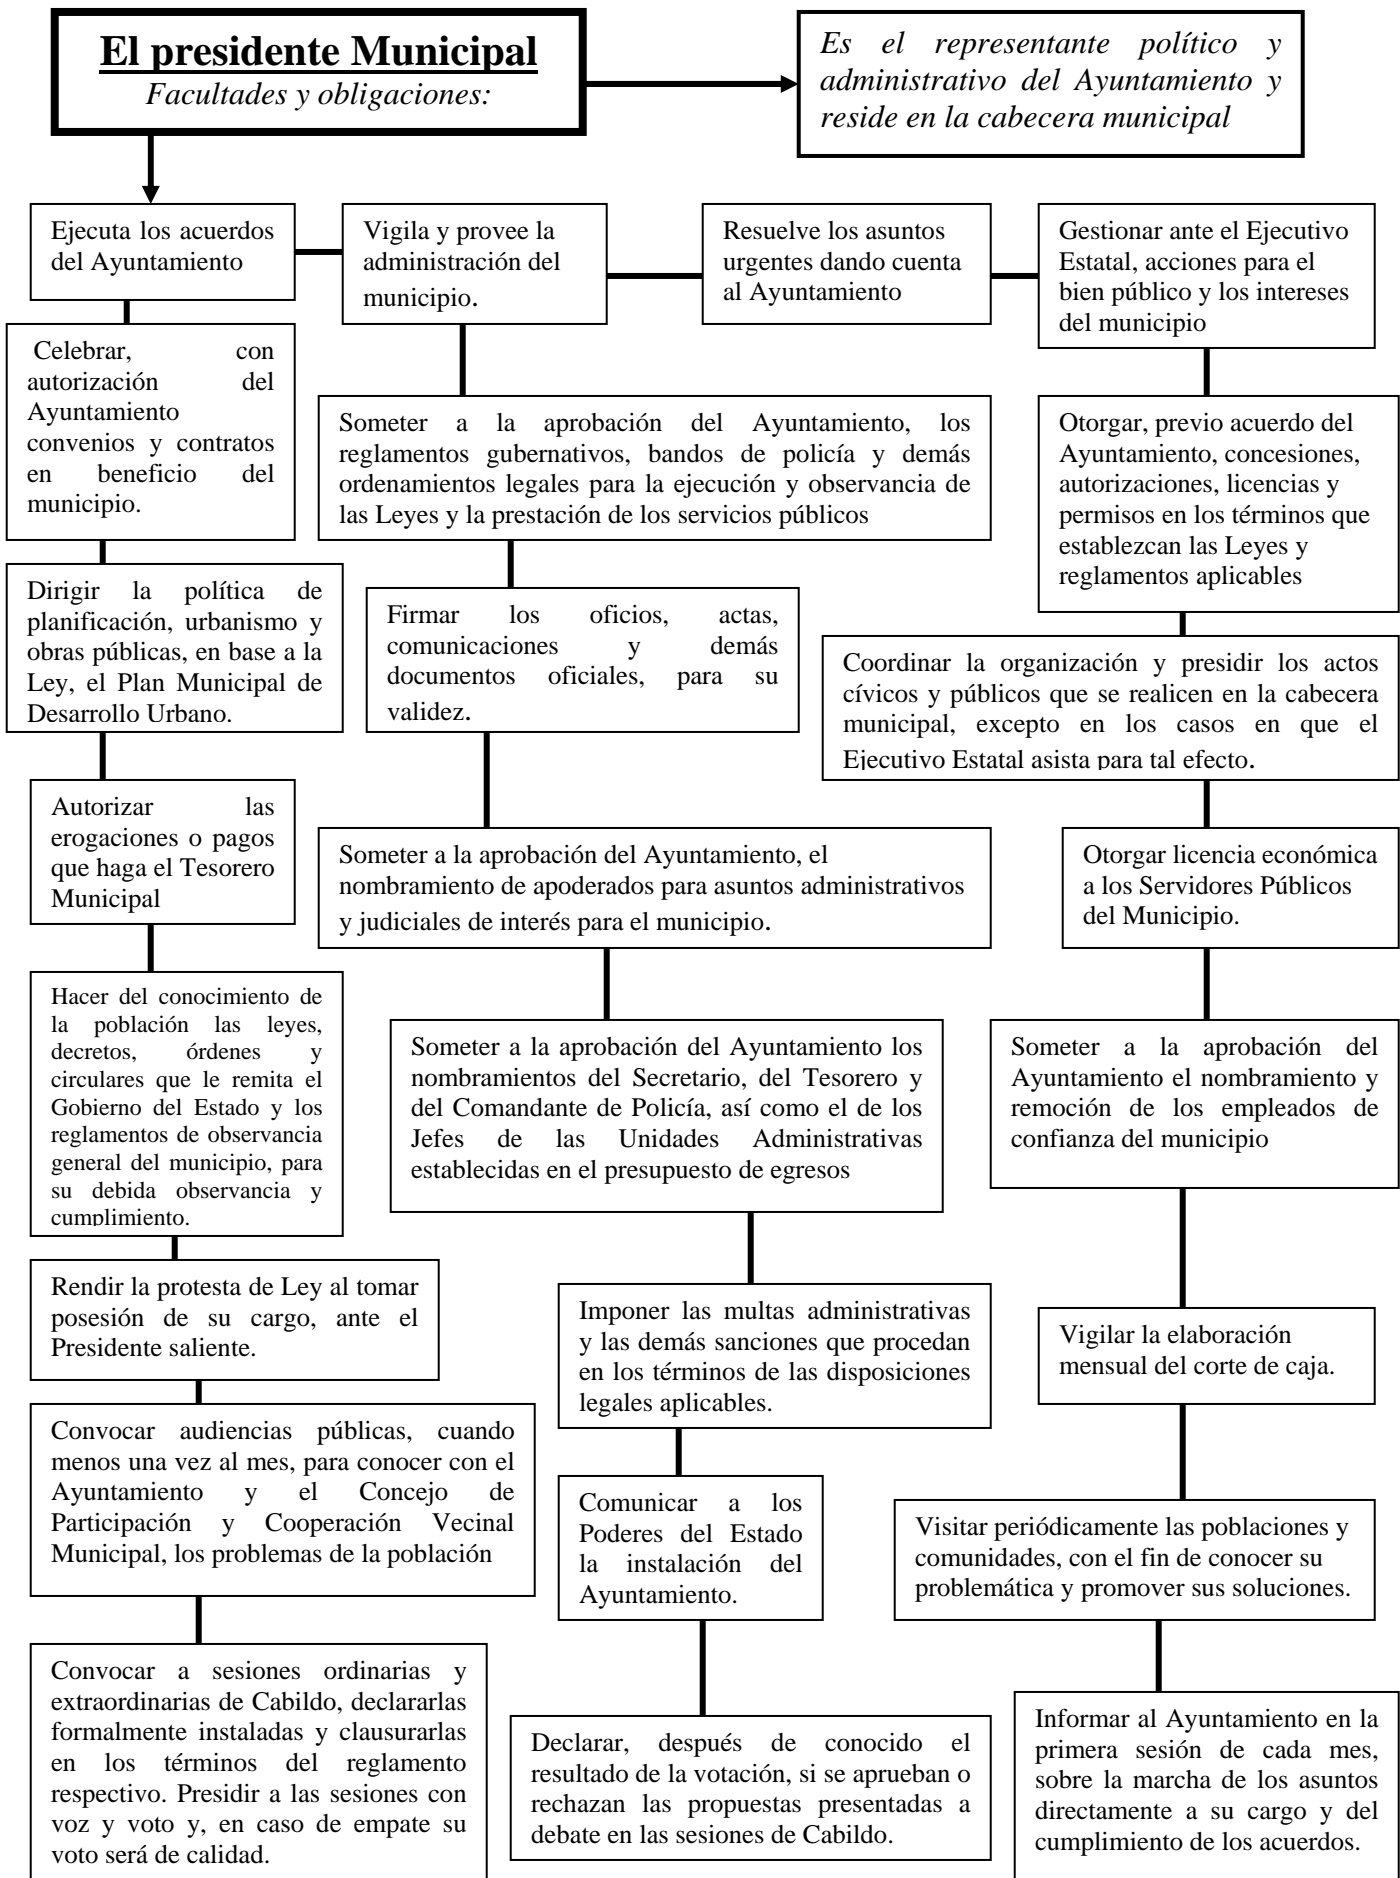 El presidente Municipal
Facultades y obligaciones:
Es el representante político y
administrativo del Ayuntamiento y
reside en la cabecera municipal
Ejecuta los acuerdos
del Ayuntamiento
Vigila y provee la
administración del
municipio.
Resuelve los asuntos
urgentes dando cuenta
al Ayuntamiento
Gestionar ante el Ejecutivo
Estatal, acciones para el
bien público y los intereses
del municipio
Celebrar, con
autorización del
Ayuntamiento
convenios y contratos
en beneficio del
municipio.
Someter a la aprobación del Ayuntamiento, los
reglamentos gubernativos, bandos de policía y demás
ordenamientos legales para la ejecución y observancia de
las Leyes y la prestación de los servicios públicos
Otorgar, previo acuerdo del
Ayuntamiento, concesiones,
autorizaciones, licencias y
permisos en los términos que
establezcan las Leyes y
reglamentos aplicables
Dirigir la política de
planificación, urbanismo y
obras públicas, en base a la
Ley, el Plan Municipal de
Desarrollo Urbano.
Firmar los oficios, actas,
comunicaciones y demás
documentos oficiales, para su
validez.
Coordinar la organización y presidir los actos
cívicos y públicos que se realicen en la cabecera
municipal, excepto en los casos en que el
Ejecutivo Estatal asista para tal efecto.
Autorizar las
erogaciones o pagos
que haga el Tesorero
Municipal
Someter a la aprobación del Ayuntamiento, el
nombramiento de apoderados para asuntos administrativos
y judiciales de interés para el municipio.
Otorgar licencia económica
a los Servidores Públicos
del Municipio.
Hacer del conocimiento de
la población las leyes,
decretos, órdenes y
circulares que le remita el
Gobierno del Estado y los
reglamentos de observancia
general del municipio, para
su debida observancia y
cumplimiento.
Someter a la aprobación del Ayuntamiento los
nombramientos del Secretario, del Tesorero y
del Comandante de Policía, así como el de los
Jefes de las Unidades Administrativas
establecidas en el presupuesto de egresos
Someter a la aprobación del
Ayuntamiento el nombramiento y
remoción de los empleados de
confianza del municipio
Rendir la protesta de Ley al tomar
posesión de su cargo, ante el
Presidente saliente.
Imponer las multas administrativas
y las demás sanciones que procedan
en los términos de las disposiciones
legales aplicables.
Vigilar la elaboración
mensual del corte de caja.
Convocar audiencias públicas, cuando
menos una vez al mes, para conocer con el
Ayuntamiento y el Concejo de
Participación y Cooperación Vecinal
Municipal, los problemas de la población
Comunicar a los
Poderes del Estado
la instalación del
Ayuntamiento.
Visitar periódicamente las poblaciones y
comunidades, con el fin de conocer su
problemática y promover sus soluciones.
Convocar a sesiones ordinarias y
extraordinarias de Cabildo, declararlas
formalmente instaladas y clausurarlas
en los términos del reglamento
respectivo. Presidir a las sesiones con
voz y voto y, en caso de empate su
voto será de calidad.
Declarar, después de conocido el
resultado de la votación, si se aprueban o
rechazan las propuestas presentadas a
debate en las sesiones de Cabildo.
Informar al Ayuntamiento en la
primera sesión de cada mes,
sobre la marcha de los asuntos
directamente a su cargo y del
cumplimiento de los acuerdos.